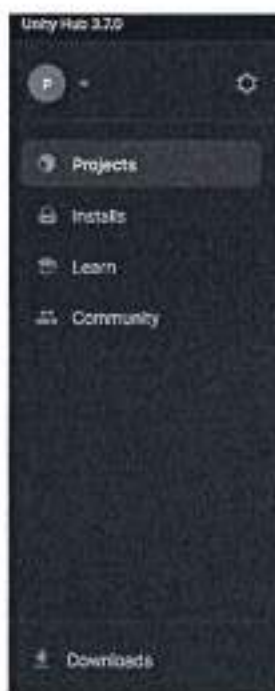 Unity Hub 3.7.0
P
Projects
Installs
Learn
Community
Downloads